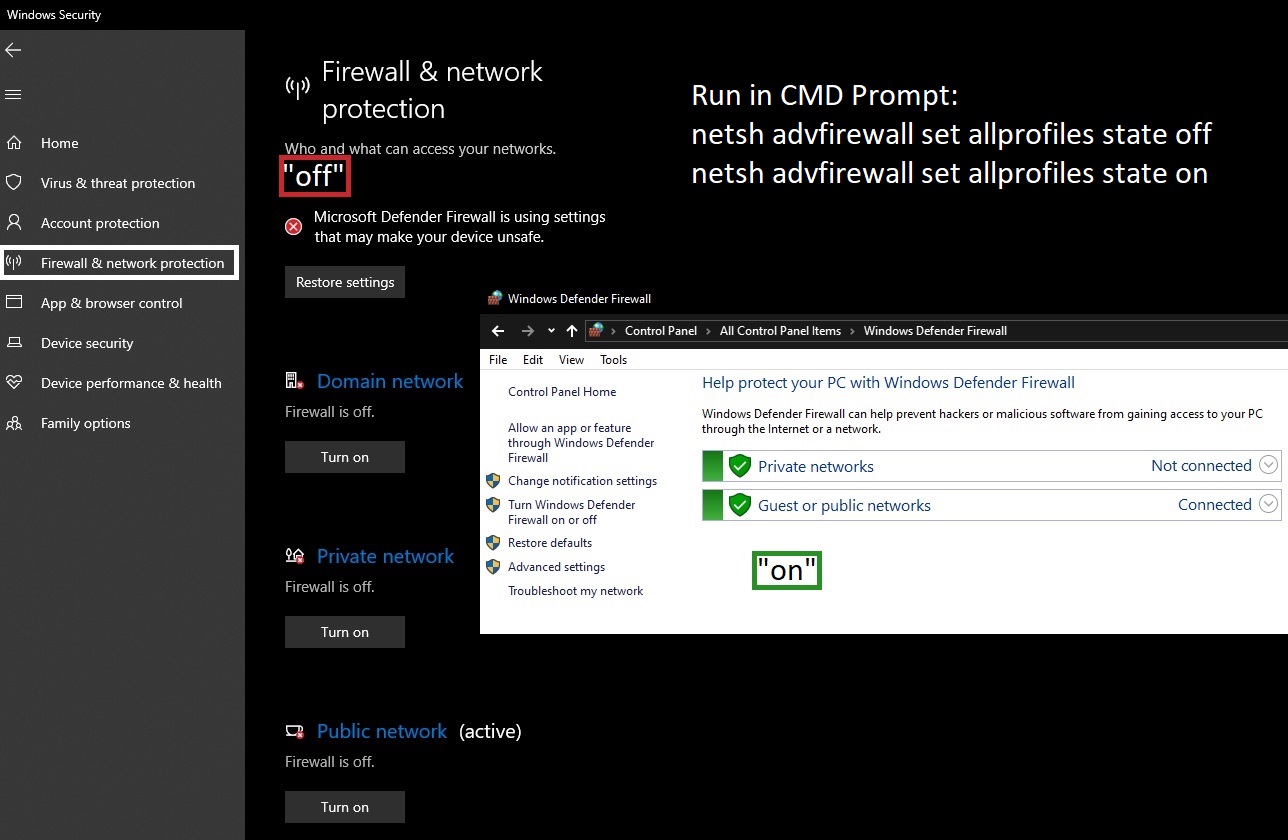 Windows Security
Home
Virus & threat protection
Account protection
Firewall & network protection
App & browser control
Device security
Device performance & health
Family options
Firewall & network
protection
Who and what can access your networks.
"off"
Microsoft Defender Firewall is using settings
that may make your device unsafe.
Restore settings
Domain network
Firewall is off.
Turn on
Private network
Firewall is off.
Turn on
Public network (active)
Firewall is off.
Turn on
Run in CMD Prompt:
netsh advfirewall set allprofiles state off
netsh advfirewall set allprofiles state on
Windows Defender Firewall
Control Panel > All Control Panel Items > Windows Defender Firewall
File Edit View Tools
Control Panel Home
Allow an app or feature
through Windows Defender
Firewall
Change notification settings
Turn Windows Defender
Firewall on or off
Restore defaults
Advanced settings
Troubleshoot my network
Help protect your PC with Windows Defender Firewall
Windows Defender Firewall can help prevent hackers or malicious software from gaining access to your PC
through the Internet or a network.
Private networks Not connected
Guest or public networks Connected
"on"